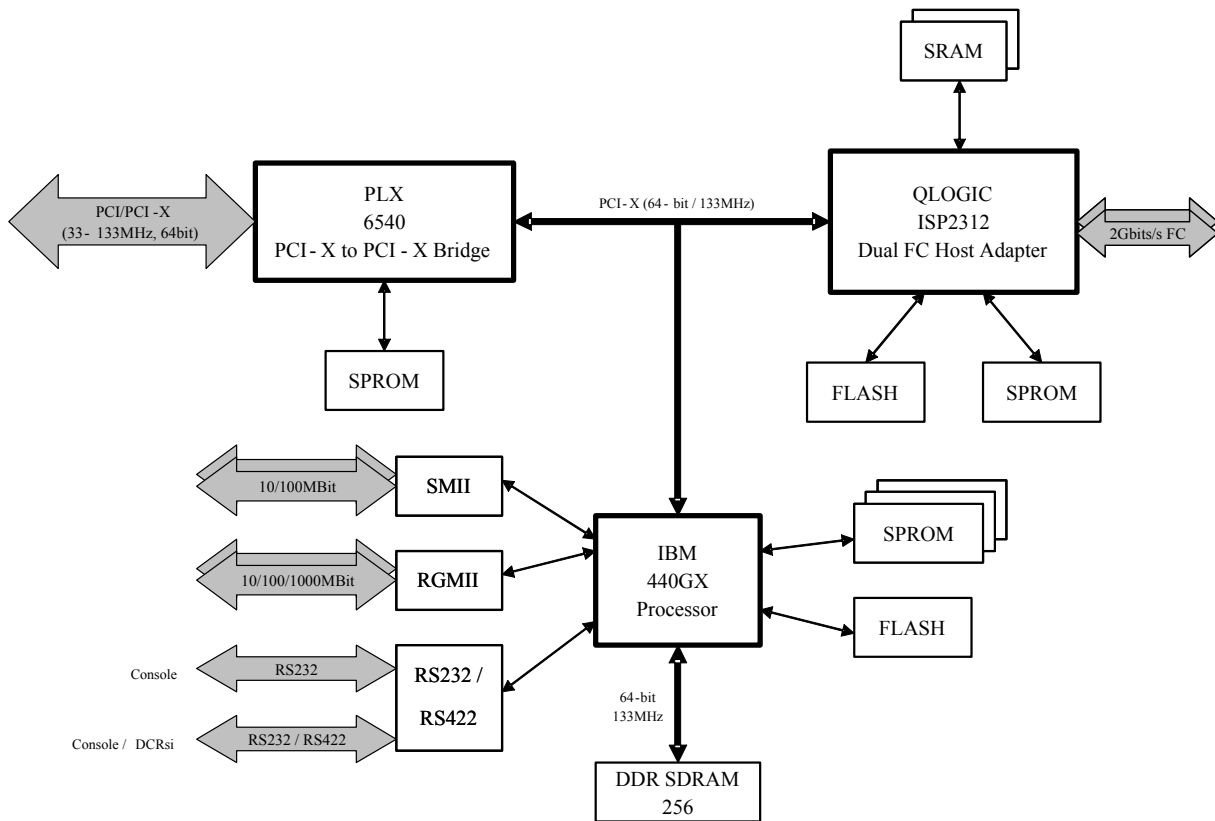 SRAM
PLX
6540
PCI-X to PCI - X Bridge
PCI/PCI -X
(33- 133MHz, 64bit)
PCI-X (64- bit / 133MHz)
QLOGIC
ISP2312
Dual FC Host Adapter
2Gbits/s FC
SPROM
FLASH
SPROM
10/100MBit
SMII
10/100/1000MBit
RGMII
IBM
440GX
Processor
SPROM
FLASH
Console
RS232
RS232 /
RS422
Console / DCRsi
RS232 / RS422
64-bit
133MHz
DDR SDRAM
256